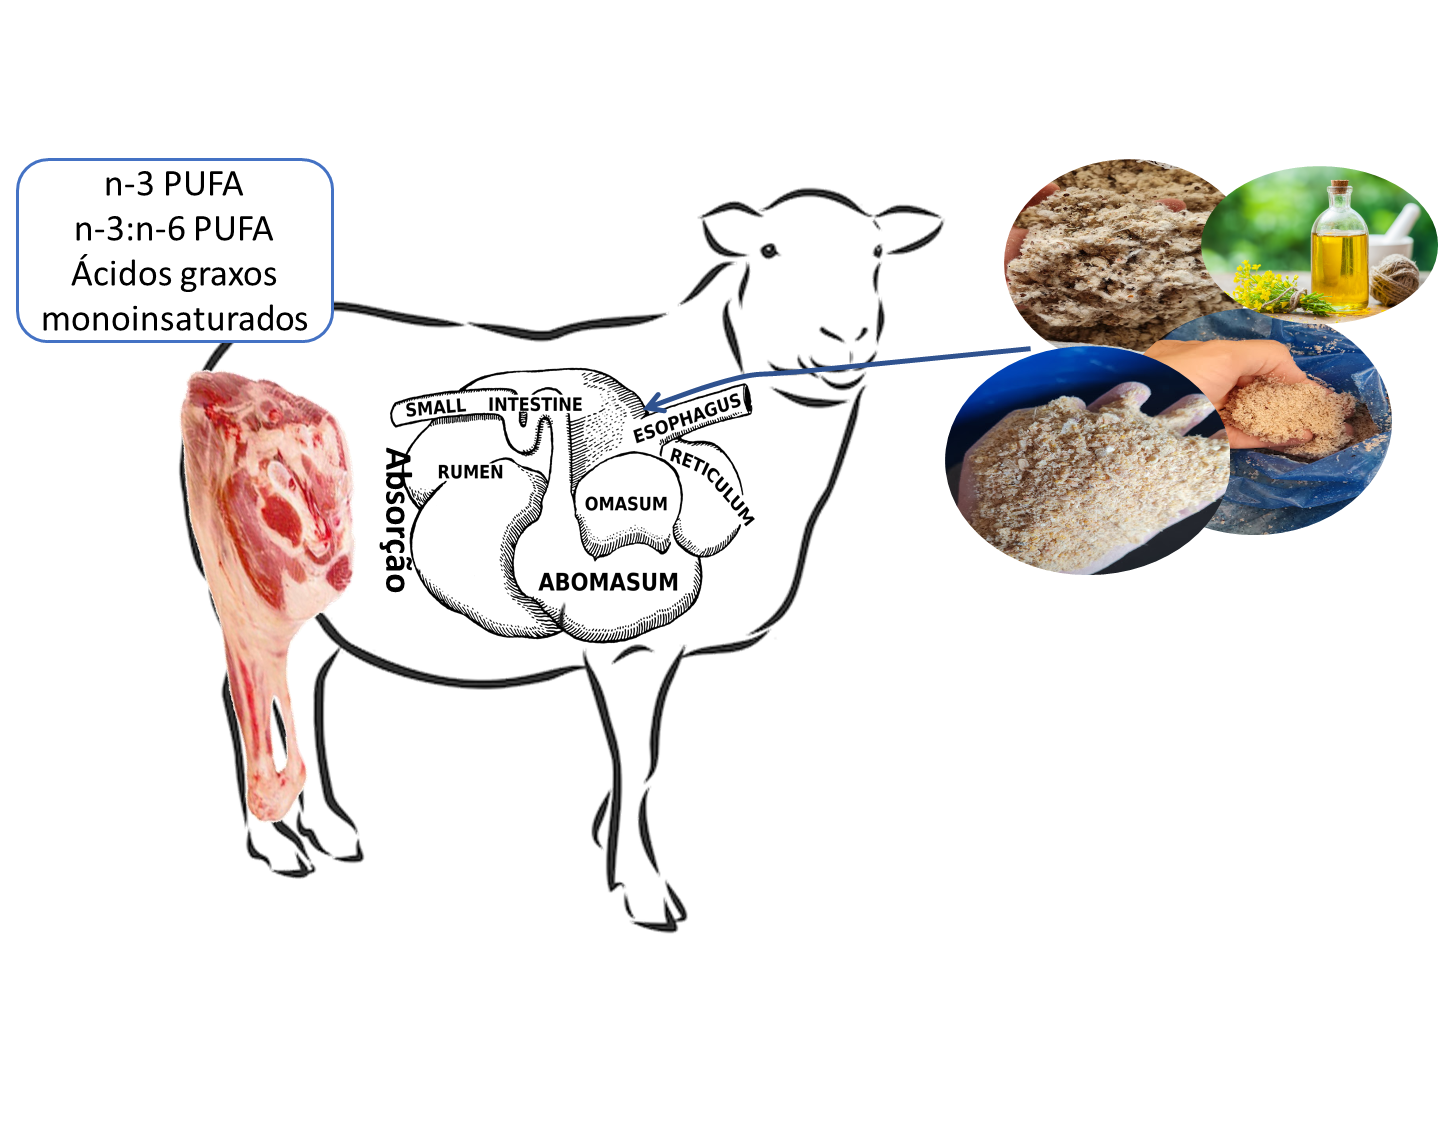 n-3 PUFA
n-3:n-6 PUFA
Ácidos graxos
monoinsaturados
SMALL INTESTINE
ESOPHAGUS
RUMEN
RETICULUM
OMASUM
ABOMASUM
Absorção